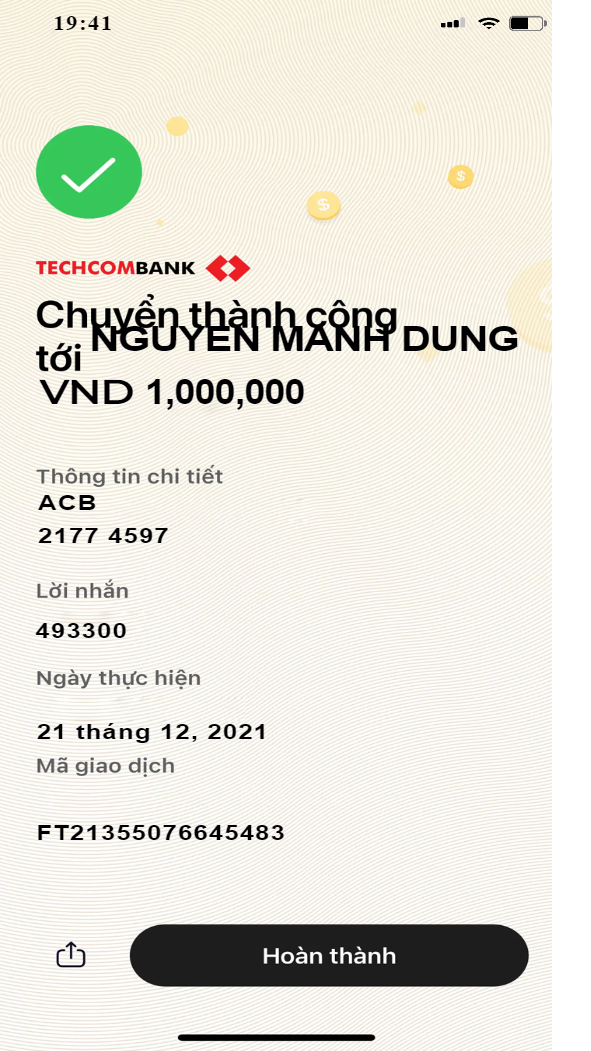 19:41
TECHCOMBANK
Chuyển thành công
tới NGUYEN MANH DUNG
VND 1,000,000
Thông tin chi tiết
ACB
2177 4597
Lời nhắn
493300
Ngày thực hiện
21 tháng 12, 2021
Mã giao dịch
FT21355076645483
Hoàn thành